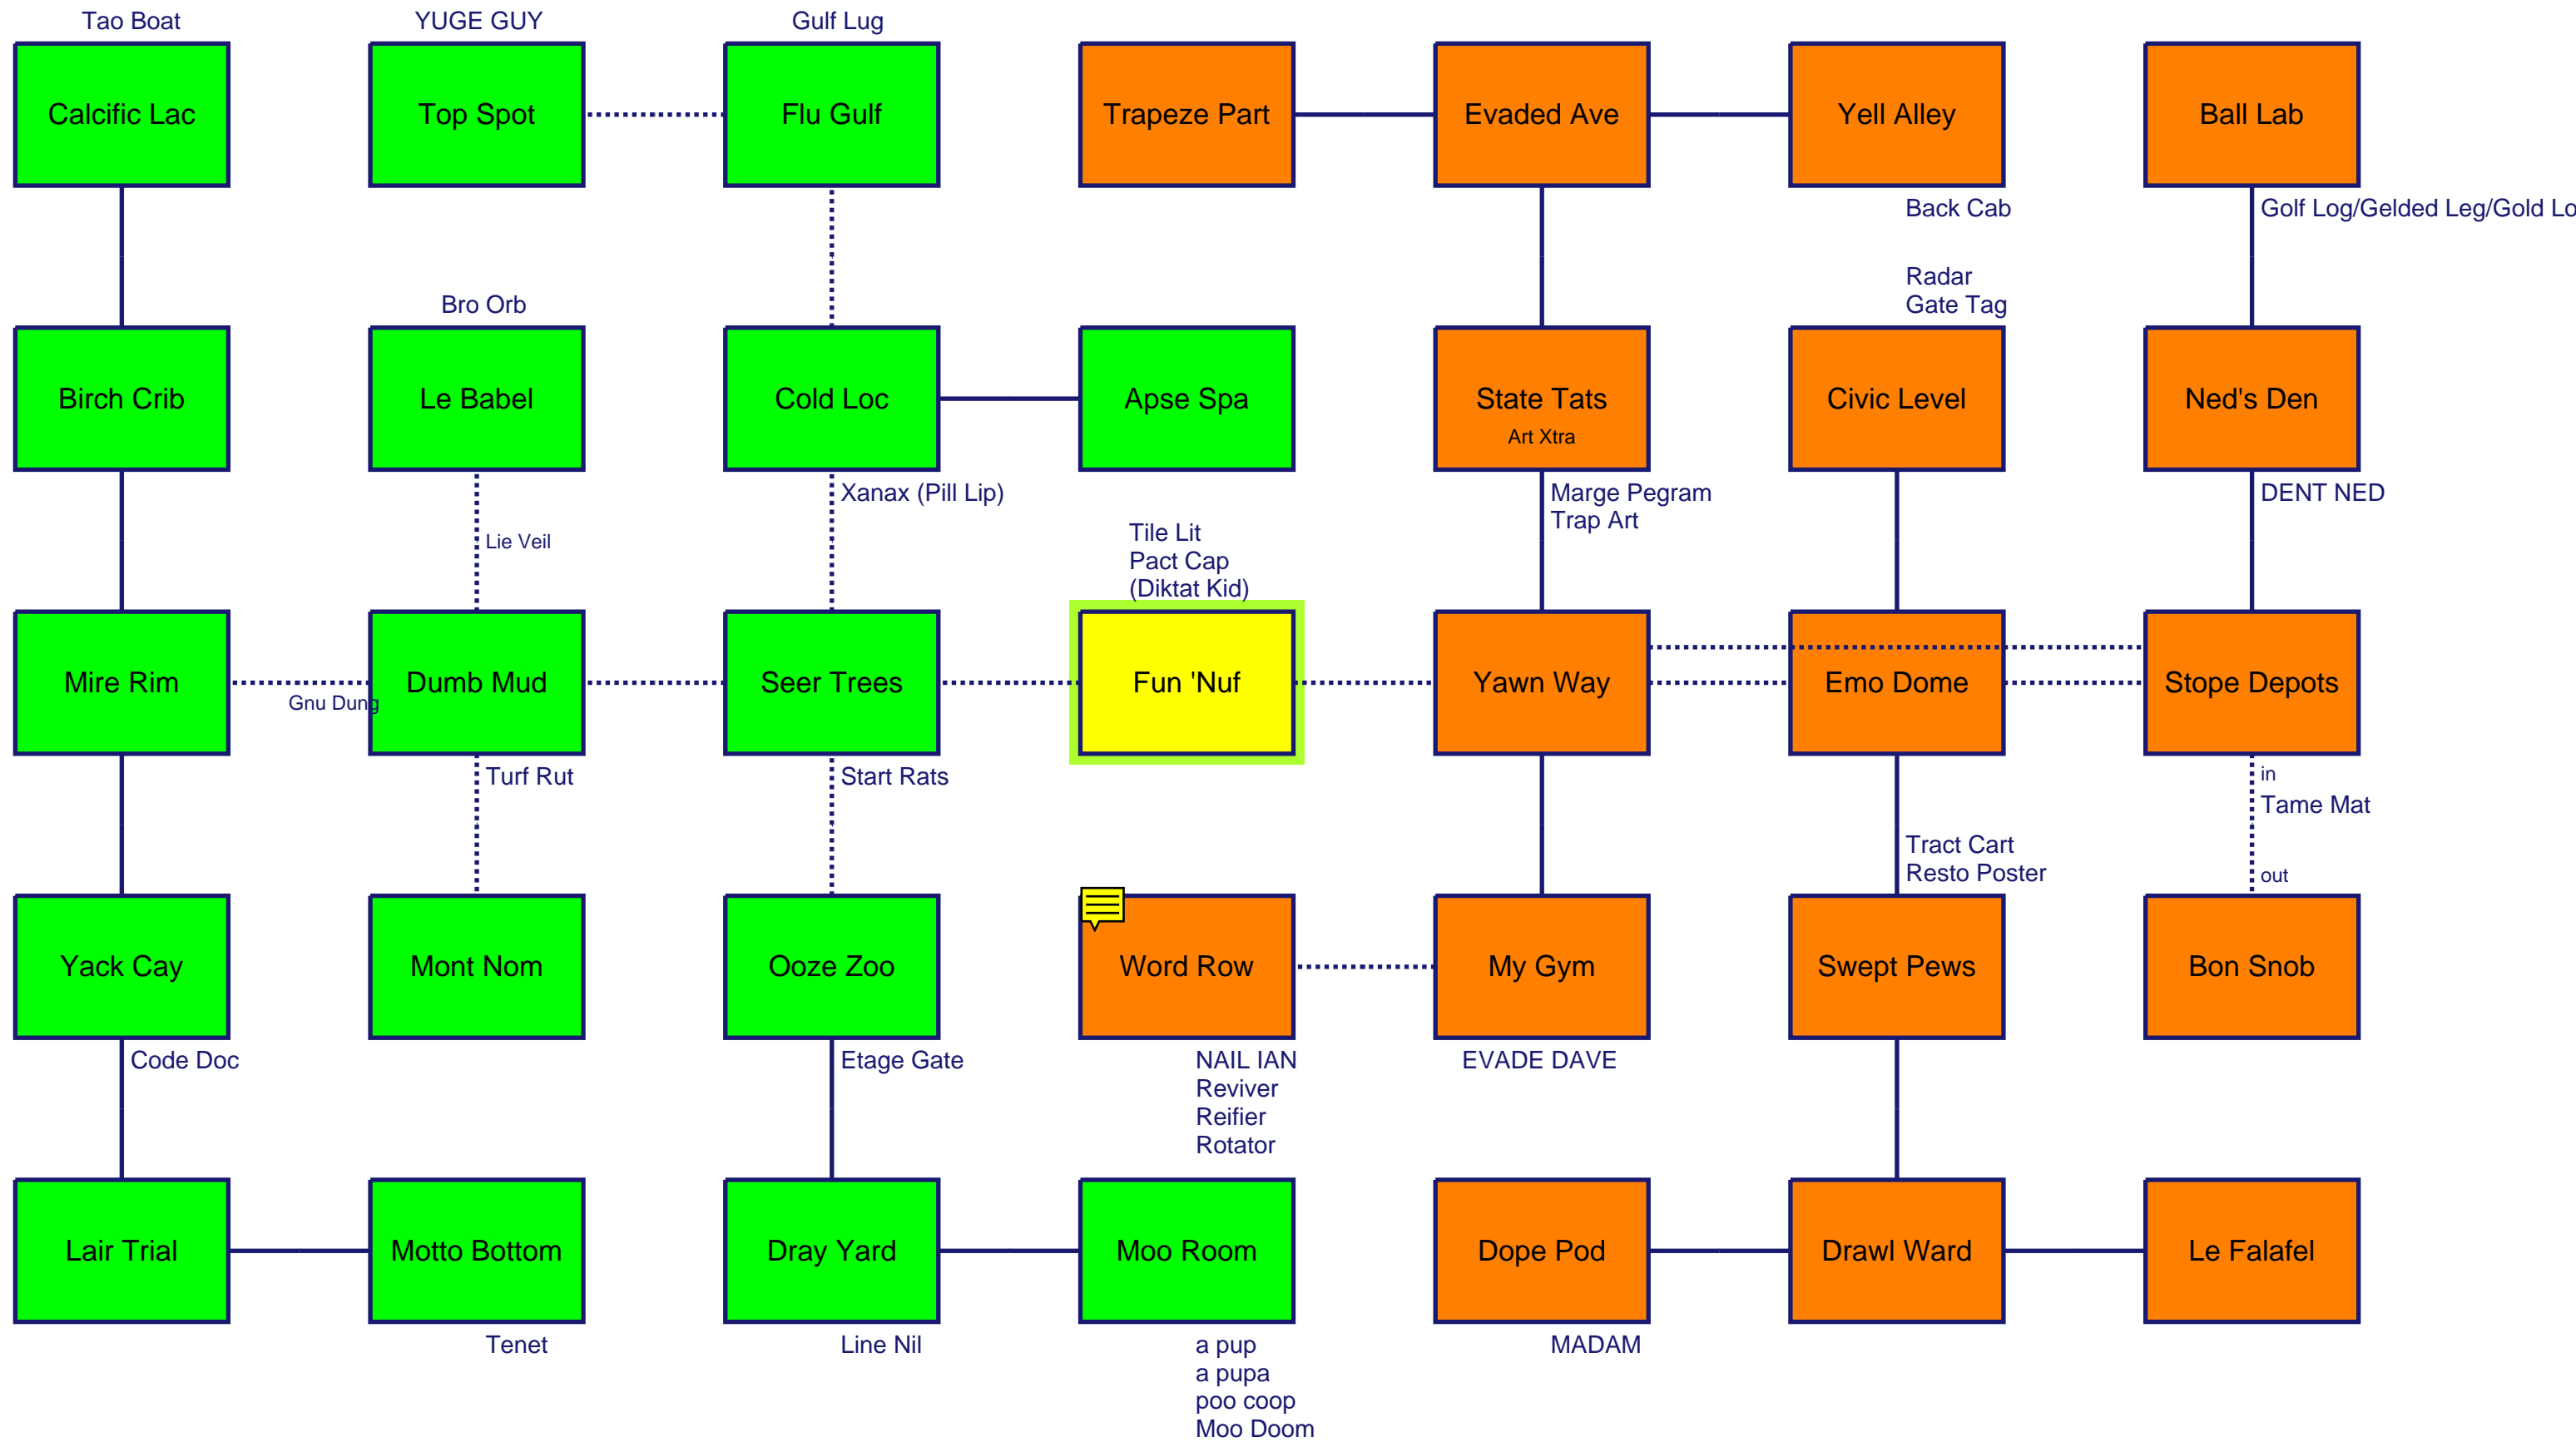 Tao Boat
YUGE GUY
Gulf Lug
Calcific Lac
Top Spot
Flu Gulf
Trapeze Part
Evaded Ave
Yell Alley
Ball Lab
Back Cab
Golf Log/Gelded Leg/Gold Lo
Radar
Gate Tag
Bro Orb
Birch Crib
Le Babel
Cold Loc
Apse Spa
State Tats
Art Xtra
Civic Level
Ned's Den
Xanax (Pill Lip)
Marge Pegram
Trap Art
DENT NED
Lie Veil
Tile Lit
Pact Cap
(Diktat Kid)
Mire Rim
Gnu Dung
Dumb Mud
Seer Trees
Fun 'Nuf
Yawn Way
Emo Dome
Stope Depots
Turf Rut
Start Rats
in
Tame Mat
Tract Cart
Resto Poster
out
Yack Cay
Mont Nom
Ooze Zoo
Word Row
My Gym
Swept Pews
Bon Snob
Code Doc
Etage Gate
NAIL IAN
Reviver
Reifier
Rotator
EVADE DAVE
Lair Trial
Motto Bottom
Dray Yard
Moo Room
Dope Pod
Drawl Ward
Le Falafel
Tenet
Line Nil
a pup
a pupa
poo coop
Moo Doom
MADAM